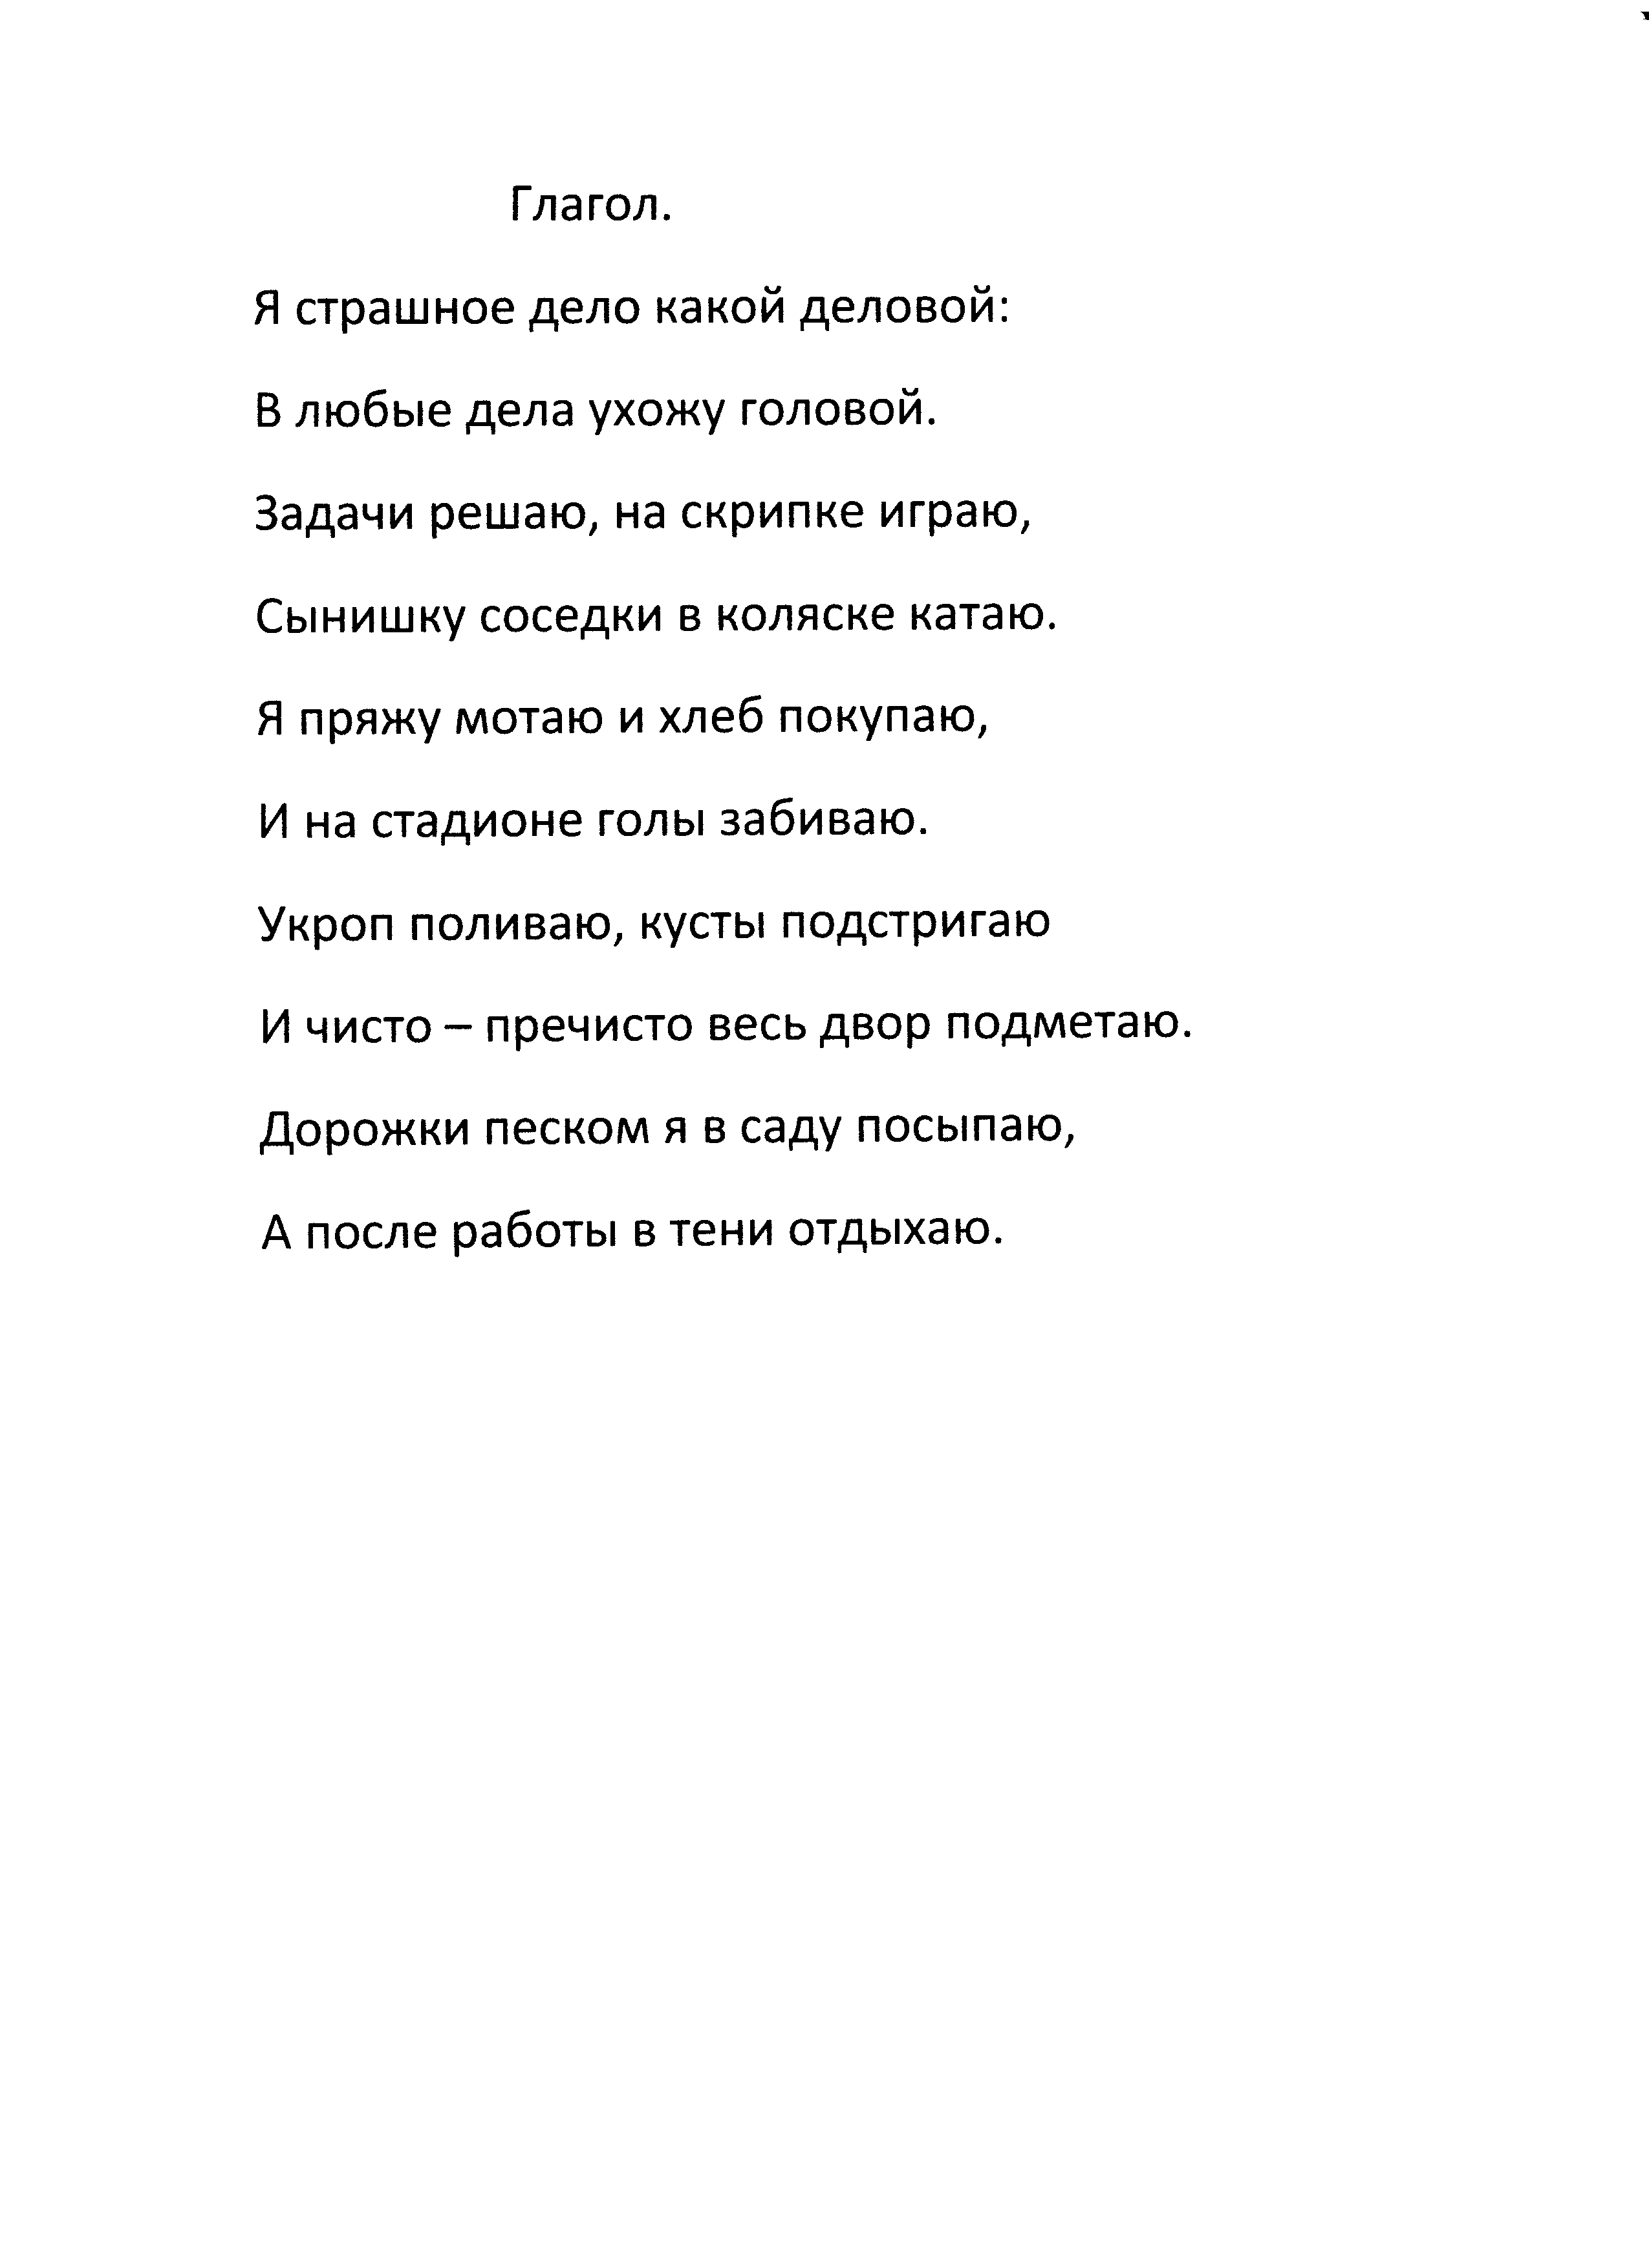 Глагол.
Я страшное дело какой деловой:
В любые дела ухожу головой.
Задачи решаю, на скрипке играю,
Сынишку соседки в коляске катаю.
Я пряжу мотаю и хлеб покупаю,
И на стадионе голы забиваю.
Укроп поливаю, кусты подстригаю
И чисто – пречисто весь двор подметаю.
Дорожки песком я в саду посыпаю,
А после работы в тени отдыхаю.